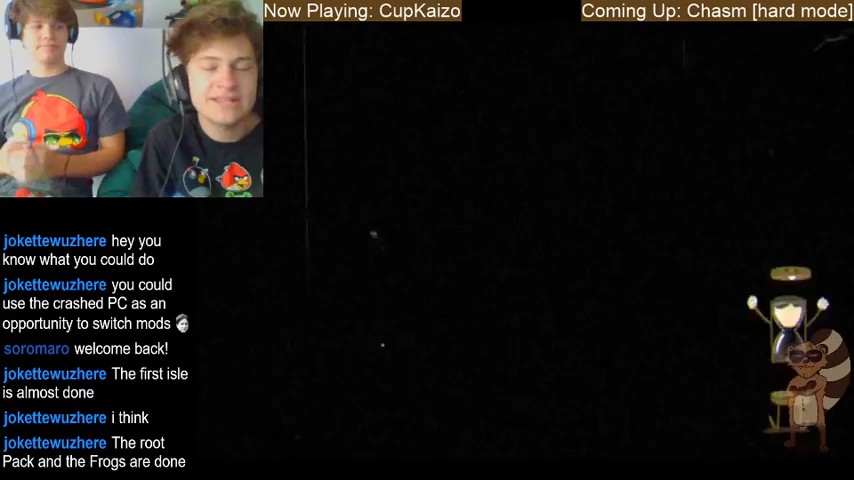 Now Playing: CupKaizo
Coming Up: Chasm [hard mode]
jokettewuzhere hey you
know what you could do
jokettewuzhere you could
use the crashed PC as an
opportunity to switch mods
soromaro welcome back!
jokettewuzhere The first isle
is almost done
jokettewuzhere i think
jokettewuzhere The root
Pack and the Frogs are done